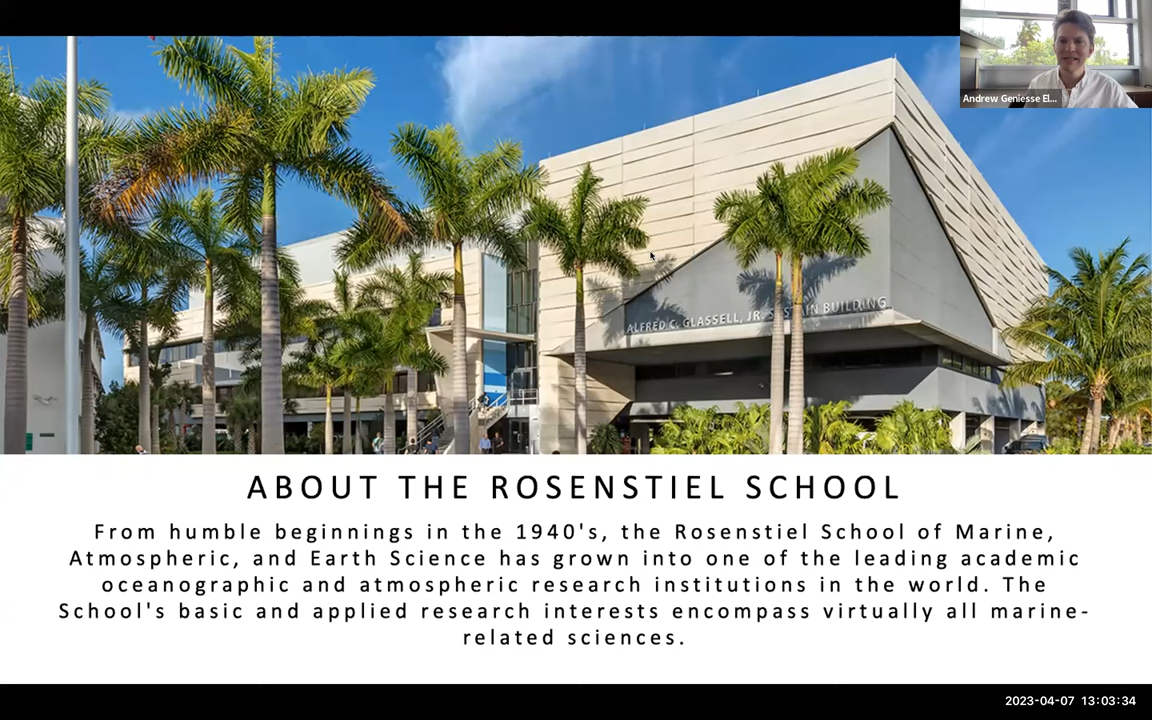 Andrew Geniesse El...
ALFRED C. GLASSELL, JR. SUSTAIN BUILDING
ABOUT THE ROSENSTIEL SCHOOL
From humble beginnings in the 1940's, the Rosenstiel School of Marine,
Atmospheric, and Earth Science has grown into one of the leading academic
oceanographic and atmospheric research institutions in the world. The
School's basic and applied research interests encompass virtually all marine-
related sciences.
2023-04-07 13:03:34